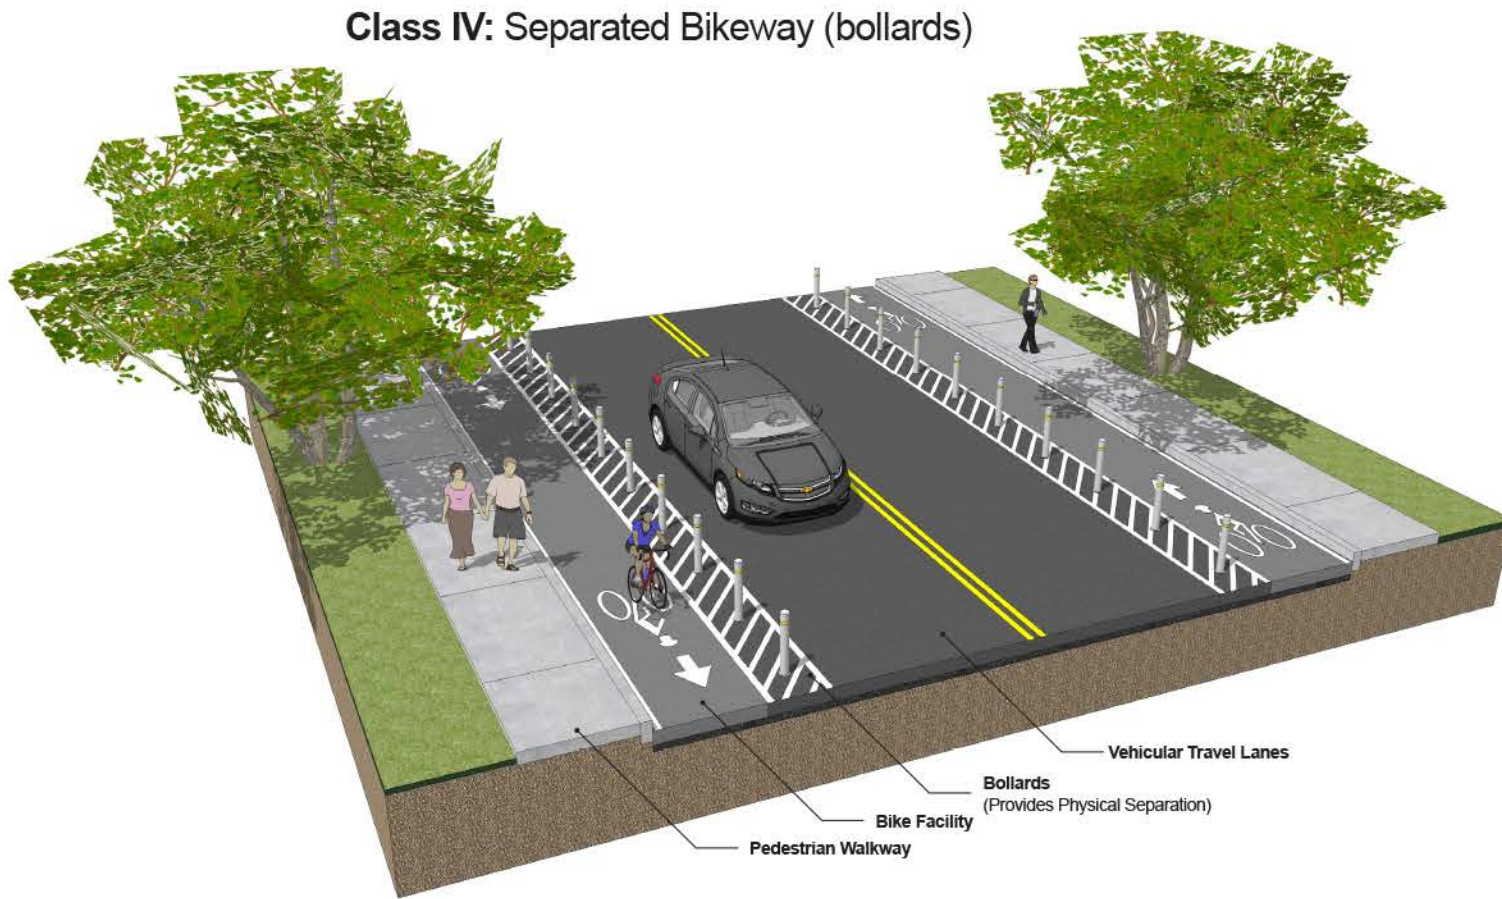 Class IV: Separated Bikeway (bollards)
Vehicular Travel Lanes
Bollards
(Provides Physical Separation)
Bike Facility
Pedestrian Walkway